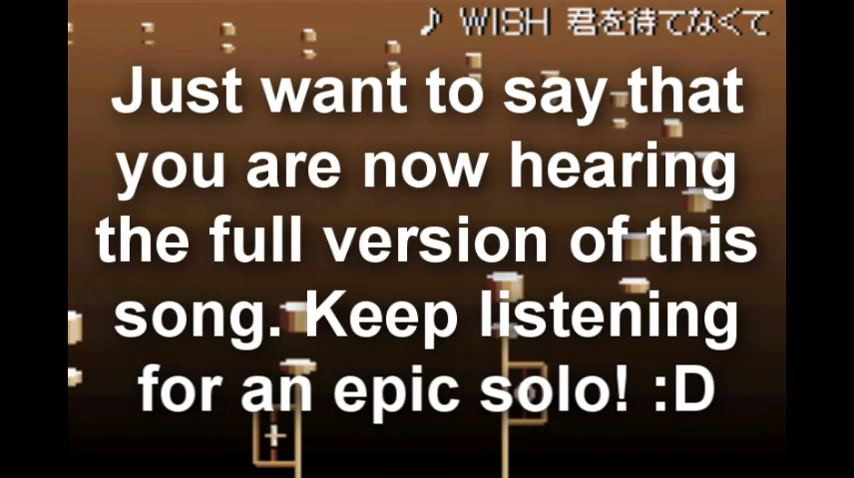 ♪ WISH 君を待てなくて
Just want to say that
you are now hearing
the full version of this
song. Keep listening
for an epic solo! :D